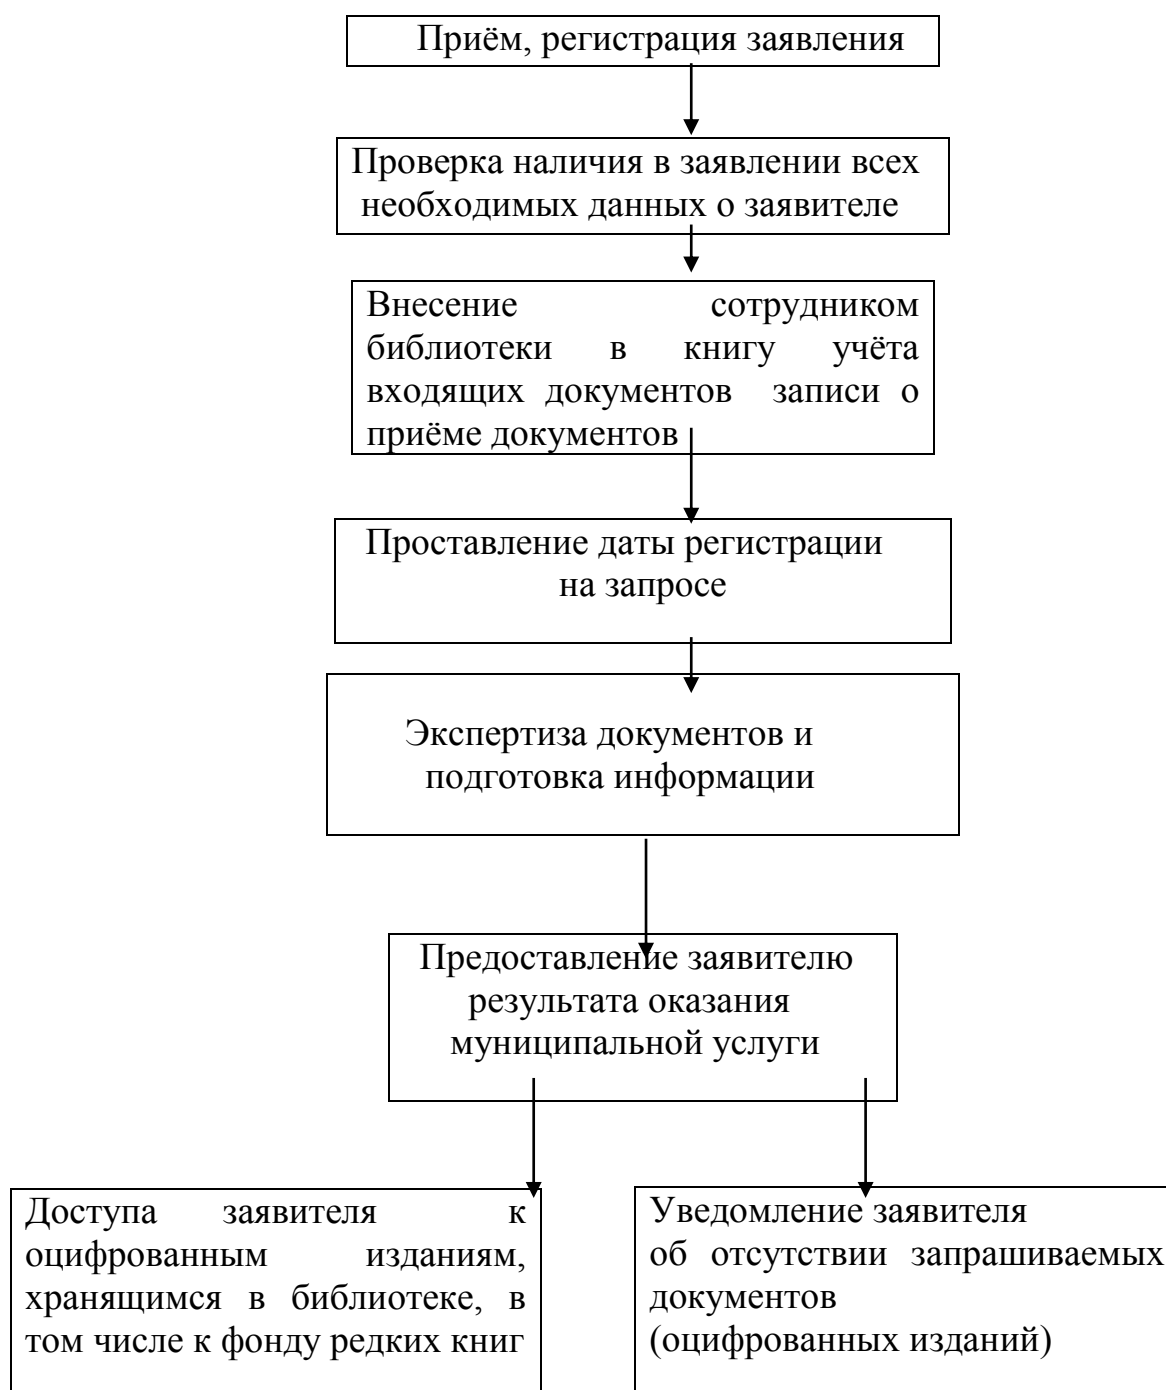 Приём, регистрация заявления
Проверка наличия в заявлении всех
необходимых данных о заявителе
Внесение сотрудником
библиотеки в книгу учёта
входящих документов записи о
приёме документов
Проставление даты регистрации
на запросе
Экспертиза документов и
подготовка информации
Предоставление заявителю
результата оказания
муниципальной услуги
Доступа заявителя к
оцифрованным изданиям,
хранящимся в библиотеке, в
том числе к фонду редких книг
Уведомление заявителя
об отсутствии запрашиваемых
документов
(оцифрованных изданий)